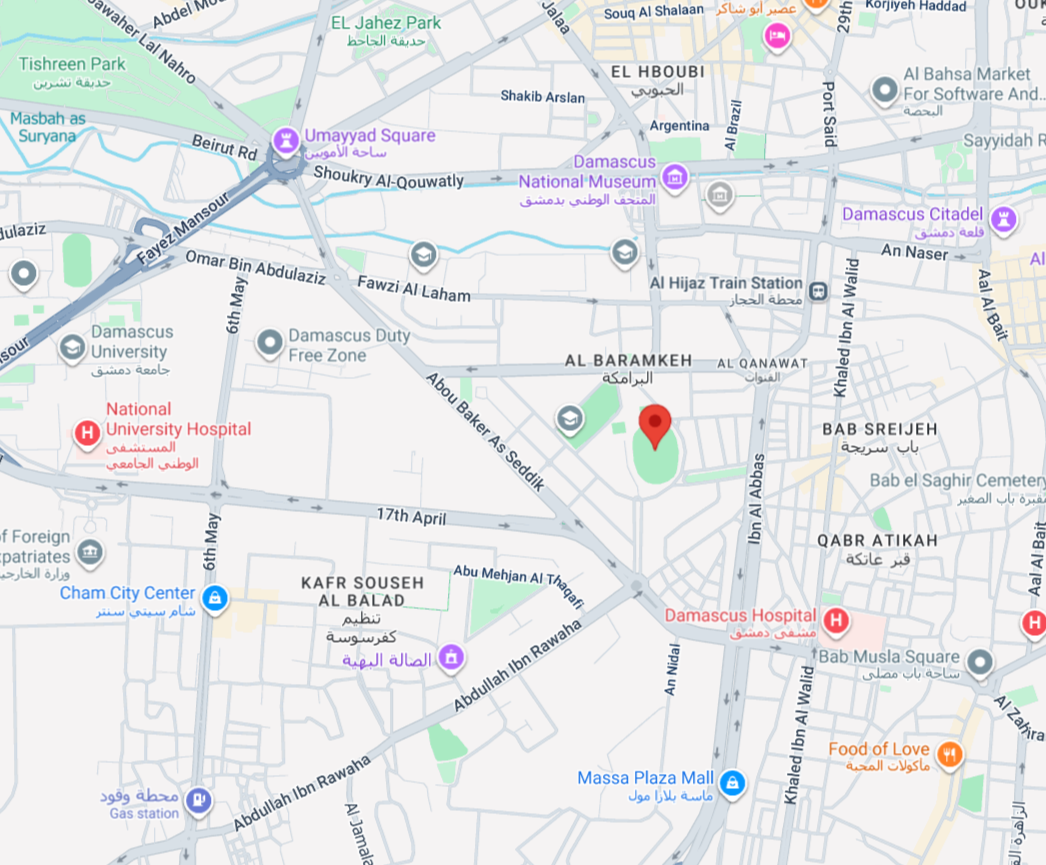 Jawaher Lal Nahro
Abdel Mo
EL Jahez Park
حديقة الجاحظ
Jalaa
Souq Al Shalaan
عصير أبو شاكر
29th
Korjiyeh Haddad
Tishreen Park
حديقة تشرين
EL HBOUBI
الحبوبي
Al Bahsa Market
For Software And...
البحصة
Shakib Arslan
Port Said
Masbah as
Suryana
Argentina
Al Brazil
Beirut Rd
Umayyad Square
ساحة الأمويين
Sayyidah R
Shoukry Al-Qouwatly
Damascus
National Museum
المتحف الوطني بدمشق
Damascus Citadel
قلعة دمشق
Fayez Mansour
dulaziz
An Naser
Al
Omar Bin Abdulaziz
Fawzi Al Laham
Al Hijaz Train Station
محطة الحجاز
6th May
Khaled Ibn Al Walid
Aal Al Bait
nsour
Damascus
University
جامعة دمشق
Damascus Duty
Free Zone
AL BARAMKEH
البرامكة
AL QANAWAT
القنوات
Abou Baker As Seddik
National
University Hospital
المستشفى
الوطني الجامعي
BAB SREIJEH
باب سريجة
Ibn Al Abbas
Bab el Saghir Cemetery
مقبرة باب الصغير
17th April
6th May
of Foreign
xpatriates
وزارة الخارجية
QABR ATIKAH
قبر عاتكة
Aal Al Bait
Abu Mehjan Al Thaqafi
KAFR SOUSEH
AL BALAD
تنظيم
كفرسوسة
Cham City Center
شام سيتي سنتر
Damascus Hospital
مشفى دمشق
الصالة البهية
Abdullah Ibn Rawaha
An Nidal
Bab Musla Square
ساحة باب مصلى
Khaled Ibn Al Walid
Al Zahira
Food of Love
مأكولات المحبة
Massa Plaza Mall
ماسة بلازا مول
محطة وقود
Gas station
Abdullah Ibn Rawaha
Al Jamala
الزاهرة